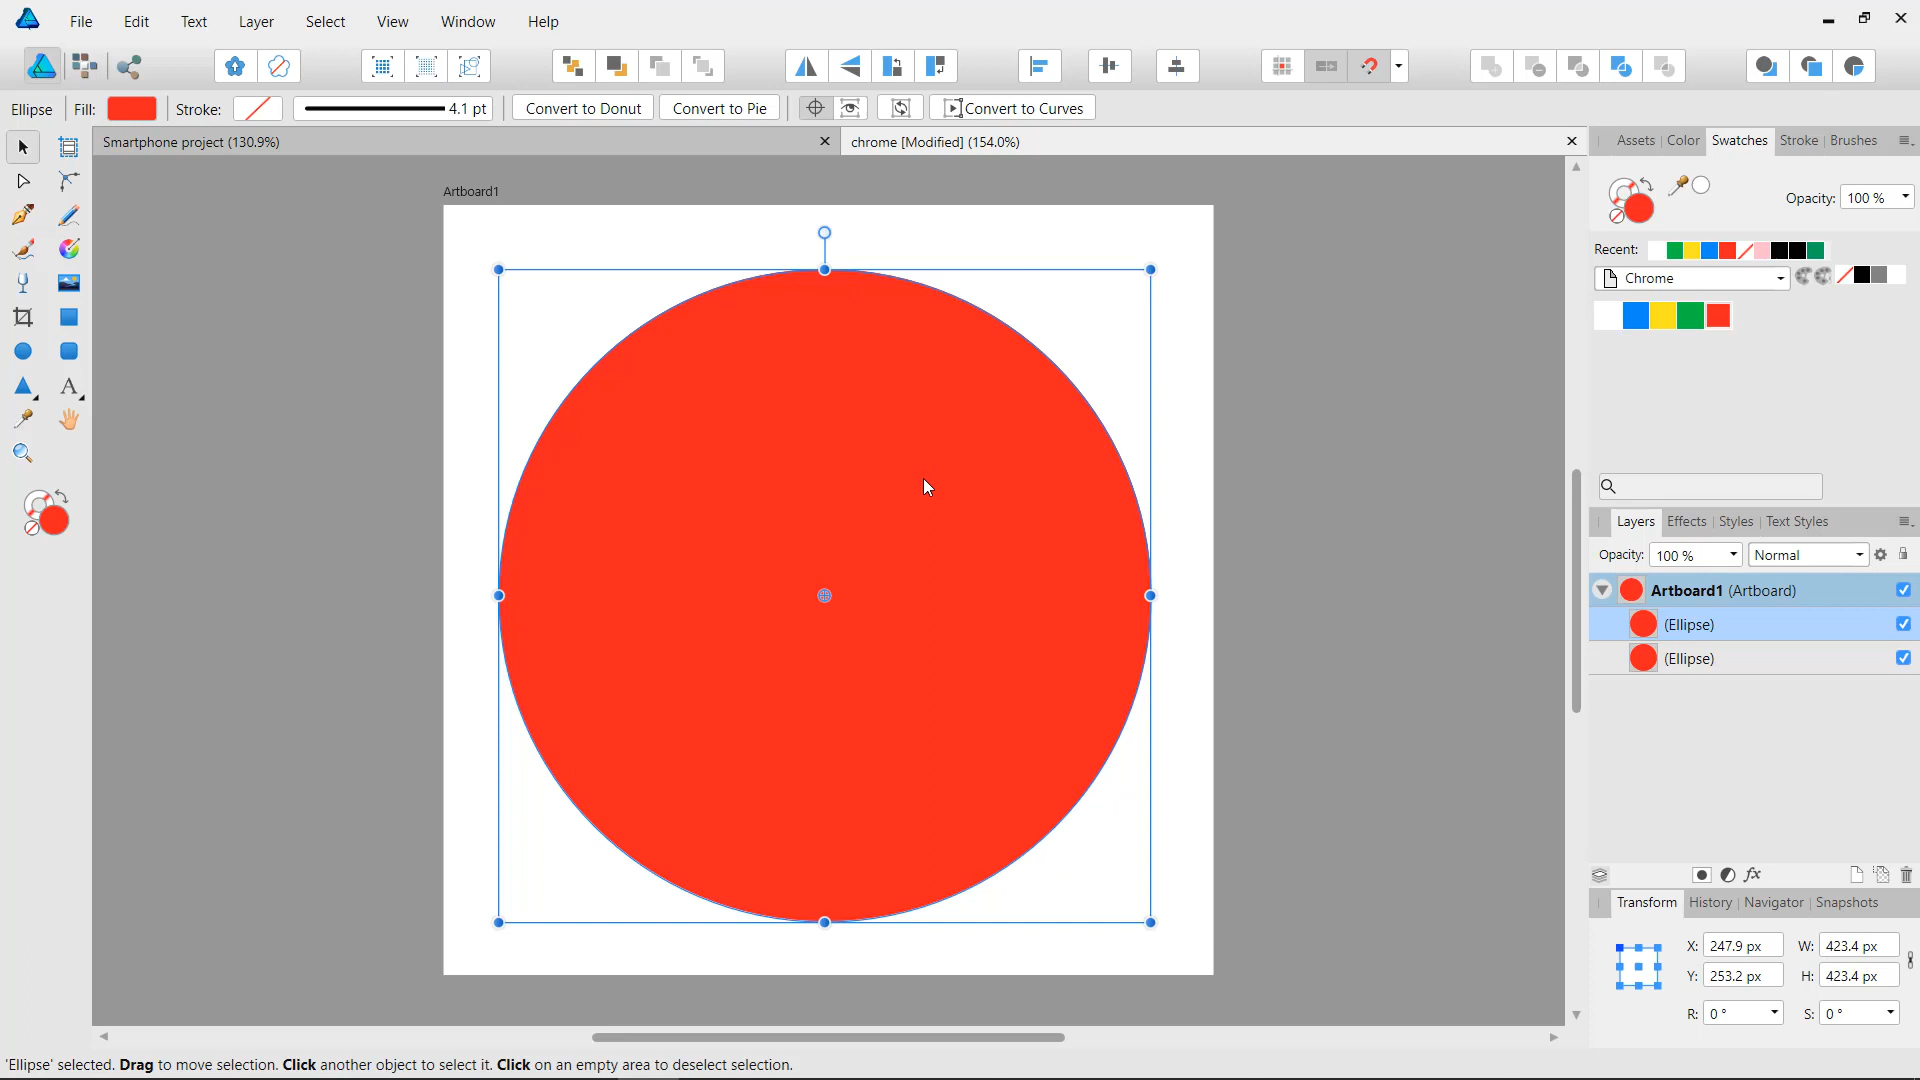 File Edit Text Layer Select View Window Help
Ellipse Fill: Stroke: 4.1 pt Convert to Donut Convert to Pie Convert to Curves
Smartphone project (130.9%) chrome [Modified] (154.0%)
Assets Color Swatches Stroke Brushes
Artboard1
Opacity: 100 %
Recent:
Chrome
Layers Effects Styles Text Styles
Opacity: 100 % Normal
Artboard1 (Artboard)
(Ellipse)
(Ellipse)
Transform History Navigator Snapshots
X: 247.9 px W: 423.4 px
Y: 253.2 px H: 423.4 px
R: 0 ° S: 0 °
'Ellipse' selected. Drag to move selection. Click another object to select it. Click on an empty area to deselect selection.